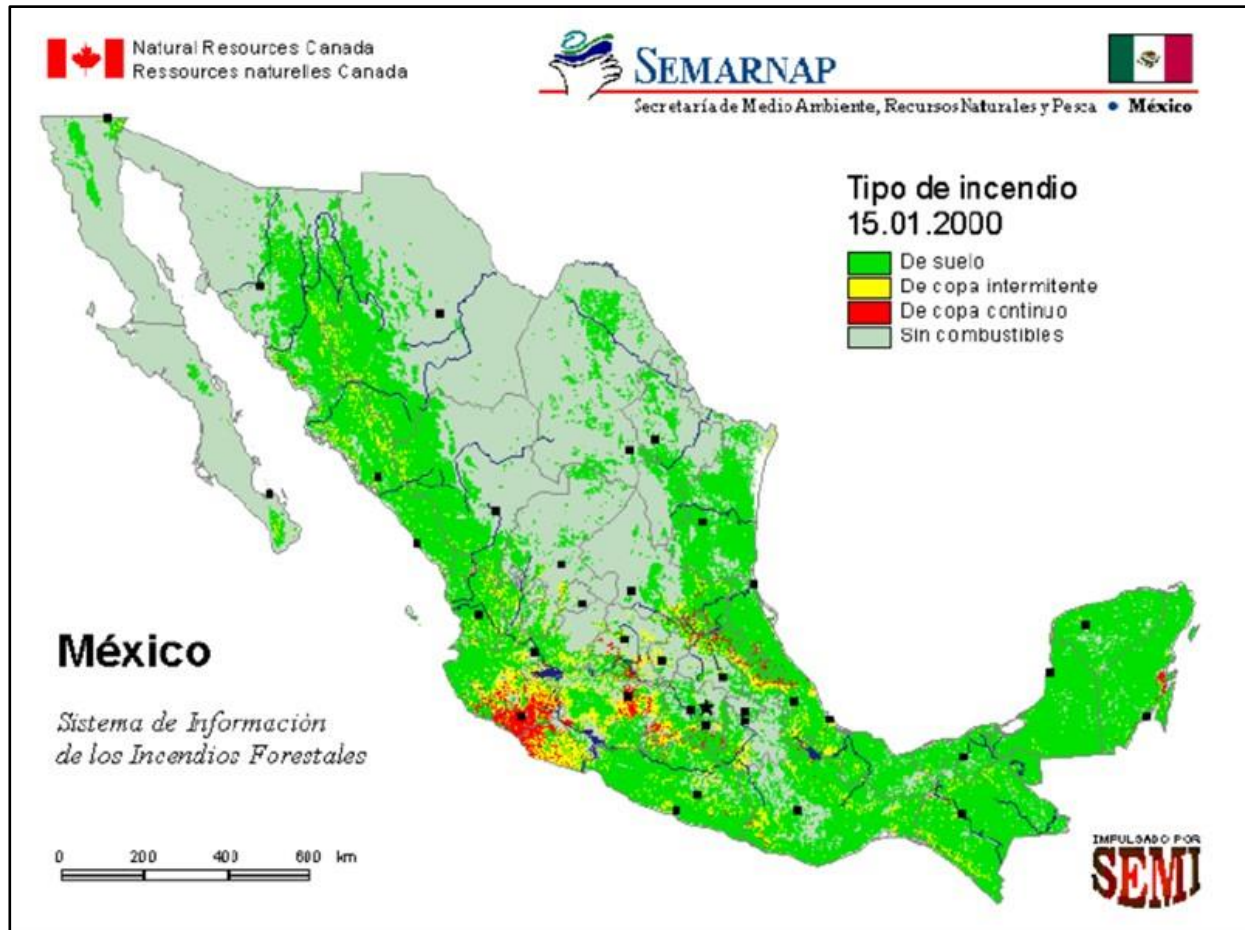 Natural Resources Canada
Ressources naturelles Canada
SEMARNAP
Secretaría de Medio Ambiente, Recursos Naturales y Pesca • México
Tipo de incendio
15.01.2000
De suelo
De copa intermitente
De copa continuo
Sin combustibles
México
Sistema de Información
de los Incendios Forestales
0 200 400 600 km
IMPULSADO POR
SEMI